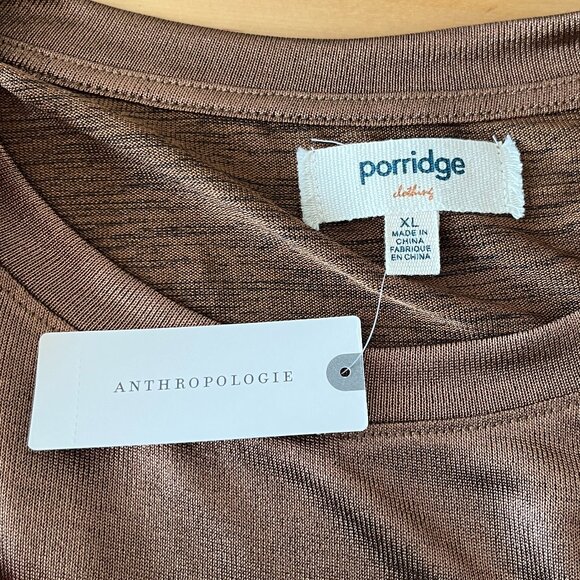 porridge
clothing
XL
MADE IN
CHINA
FABRIQUE
EN CHINA
ANTHROPOLOGIE